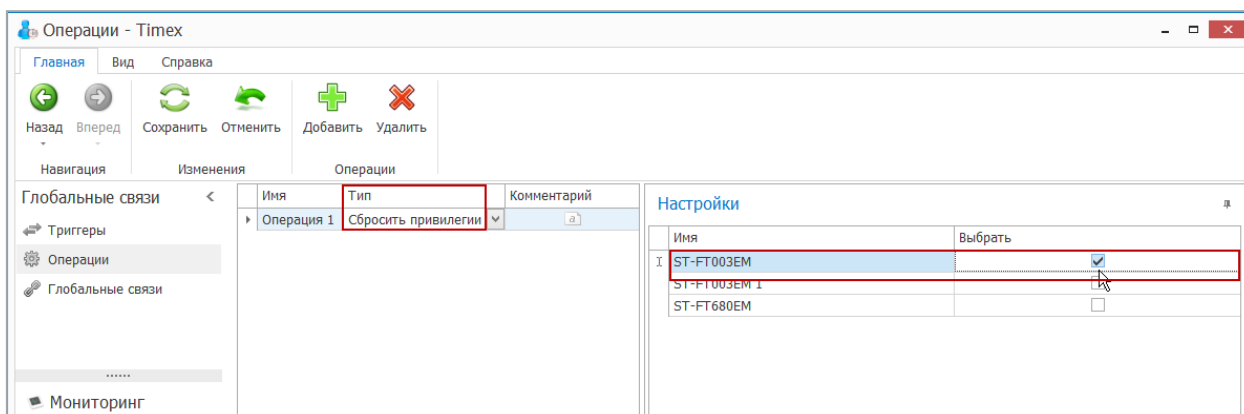 Операции - Timex
Главная Вид Справка
Назад Вперед Сохранить Отменить Добавить Удалить
Навигация Изменения Операции
Глобальные связи
Триггеры
Операции
Глобальные связи
Мониторинг
Имя Тип Комментарий
Операция 1 Сбросить привилегии a
Настройки
Имя Выбрать
ST-FT003EM
ST-FT003EM 1
ST-FT680EM